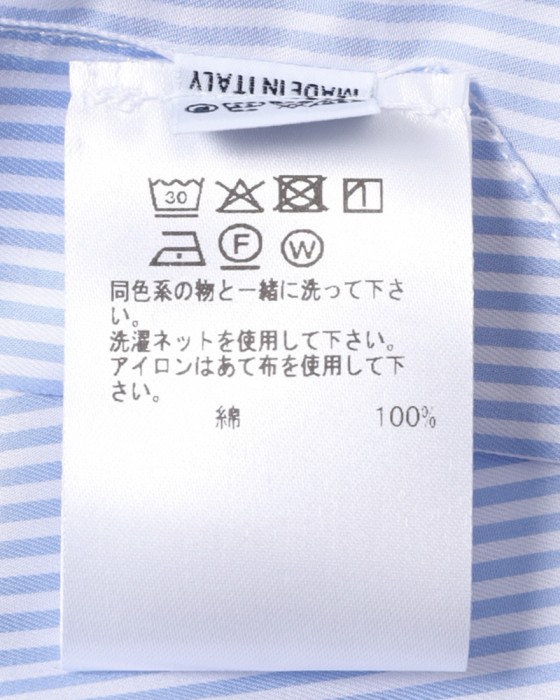 MADE IN ITALY
30
F
W
同色系の物と一緒に洗って下さ
い。
洗濯ネットを使用して下さい。
アイロンはあて布を使用して下
さい。
綿 100%